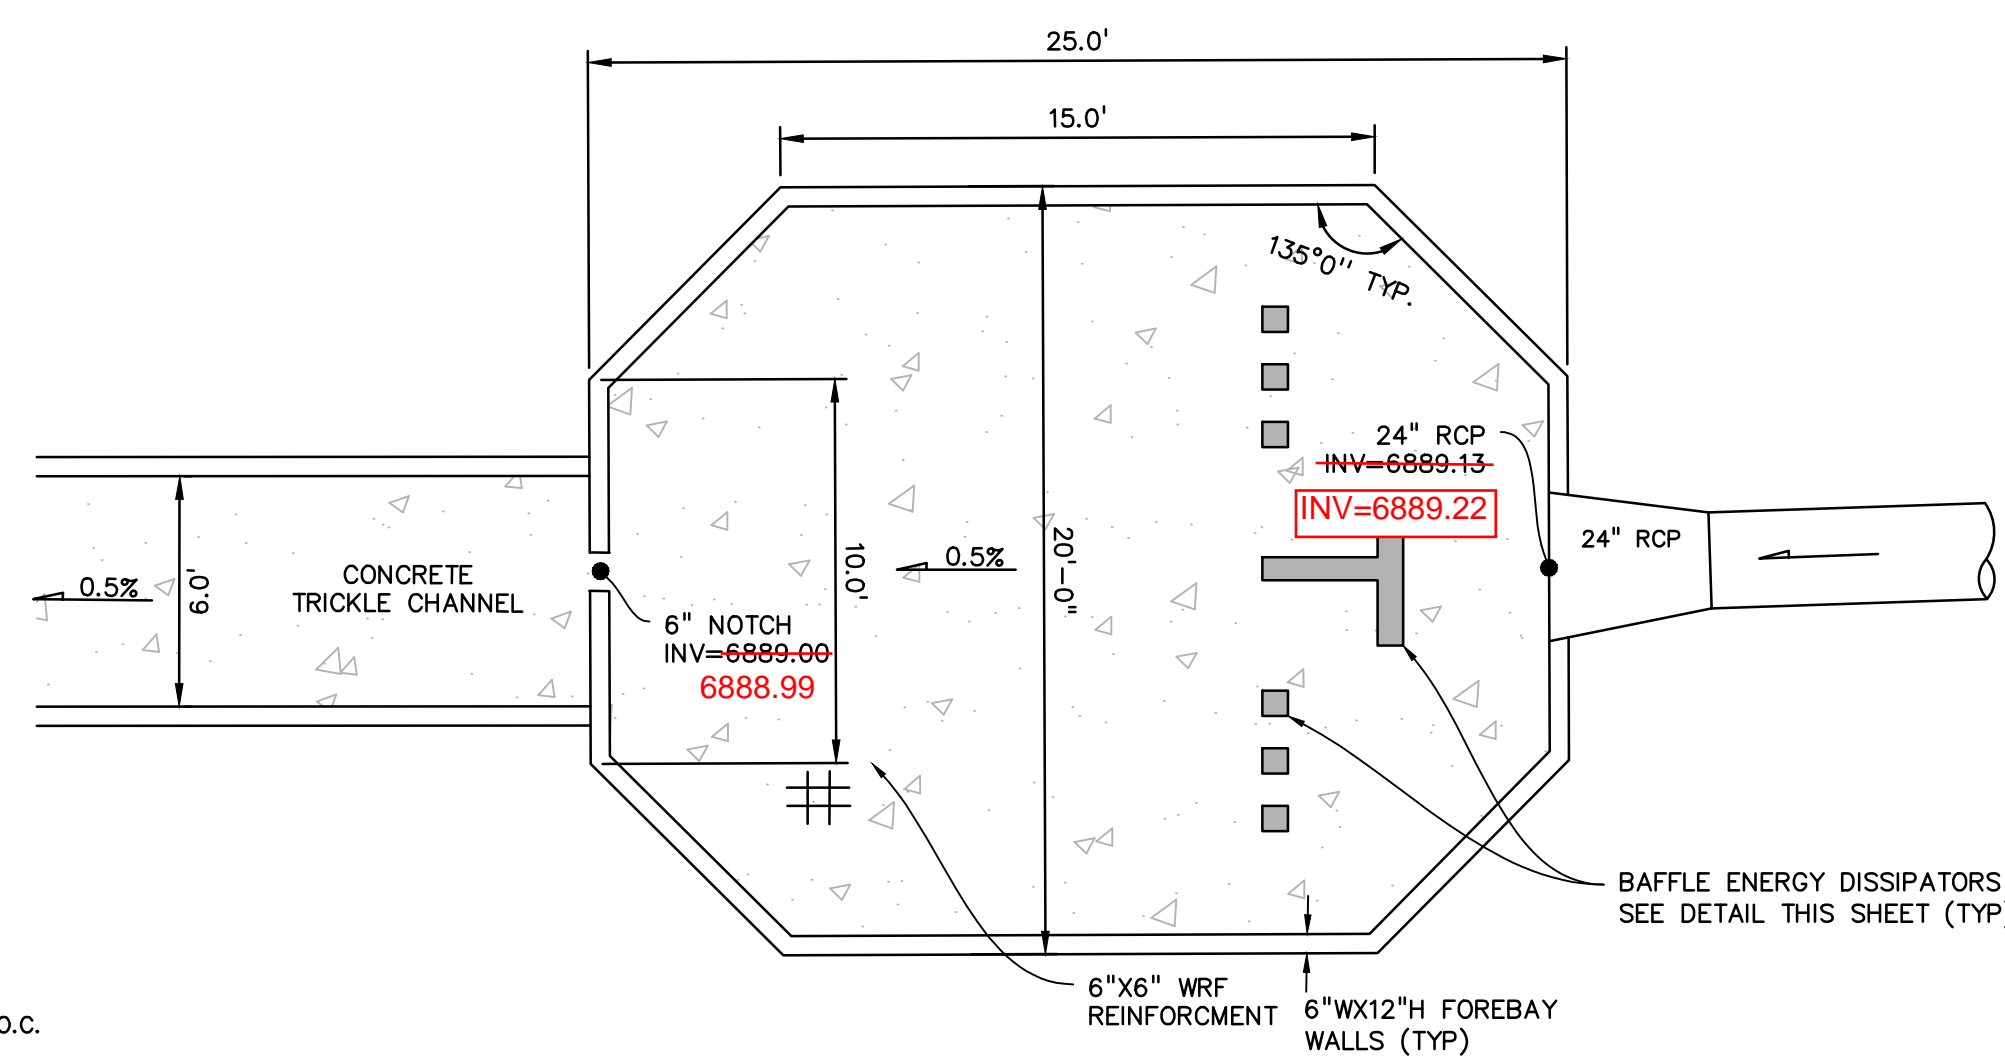 25.0'
15.0'
135°0'' TYP.
24" RCP
INV=6889.13
INV=6889.22
24" RCP
20'-0"
10.0'
0.5%
CONCRETE
TRICKLE CHANNEL
0.5%
6.0'
6" NOTCH
INV=6889.00
6888.99
BAFFLE ENERGY DISSIPATORS
SEE DETAIL THIS SHEET (TYP)
6"X6" WRF
REINFORCMENT
6"WX12"H FOREBAY
WALLS (TYP)
O.C.